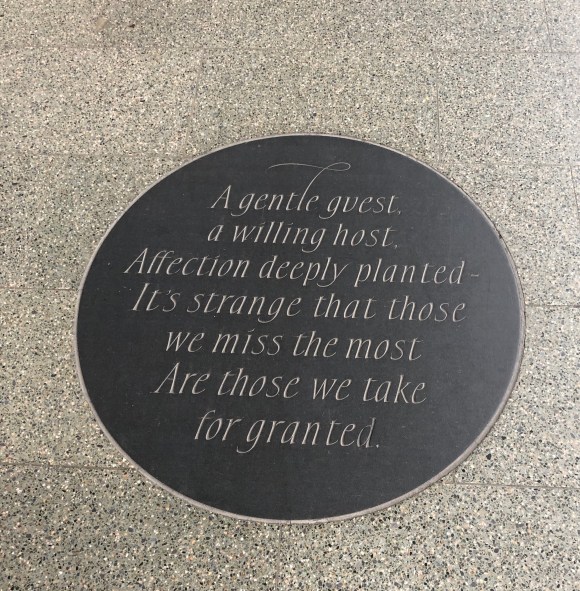 A gentle guest,
a willing host,
Affection deeply planted –
It's strange that those
we miss the most
Are those we take
for granted.